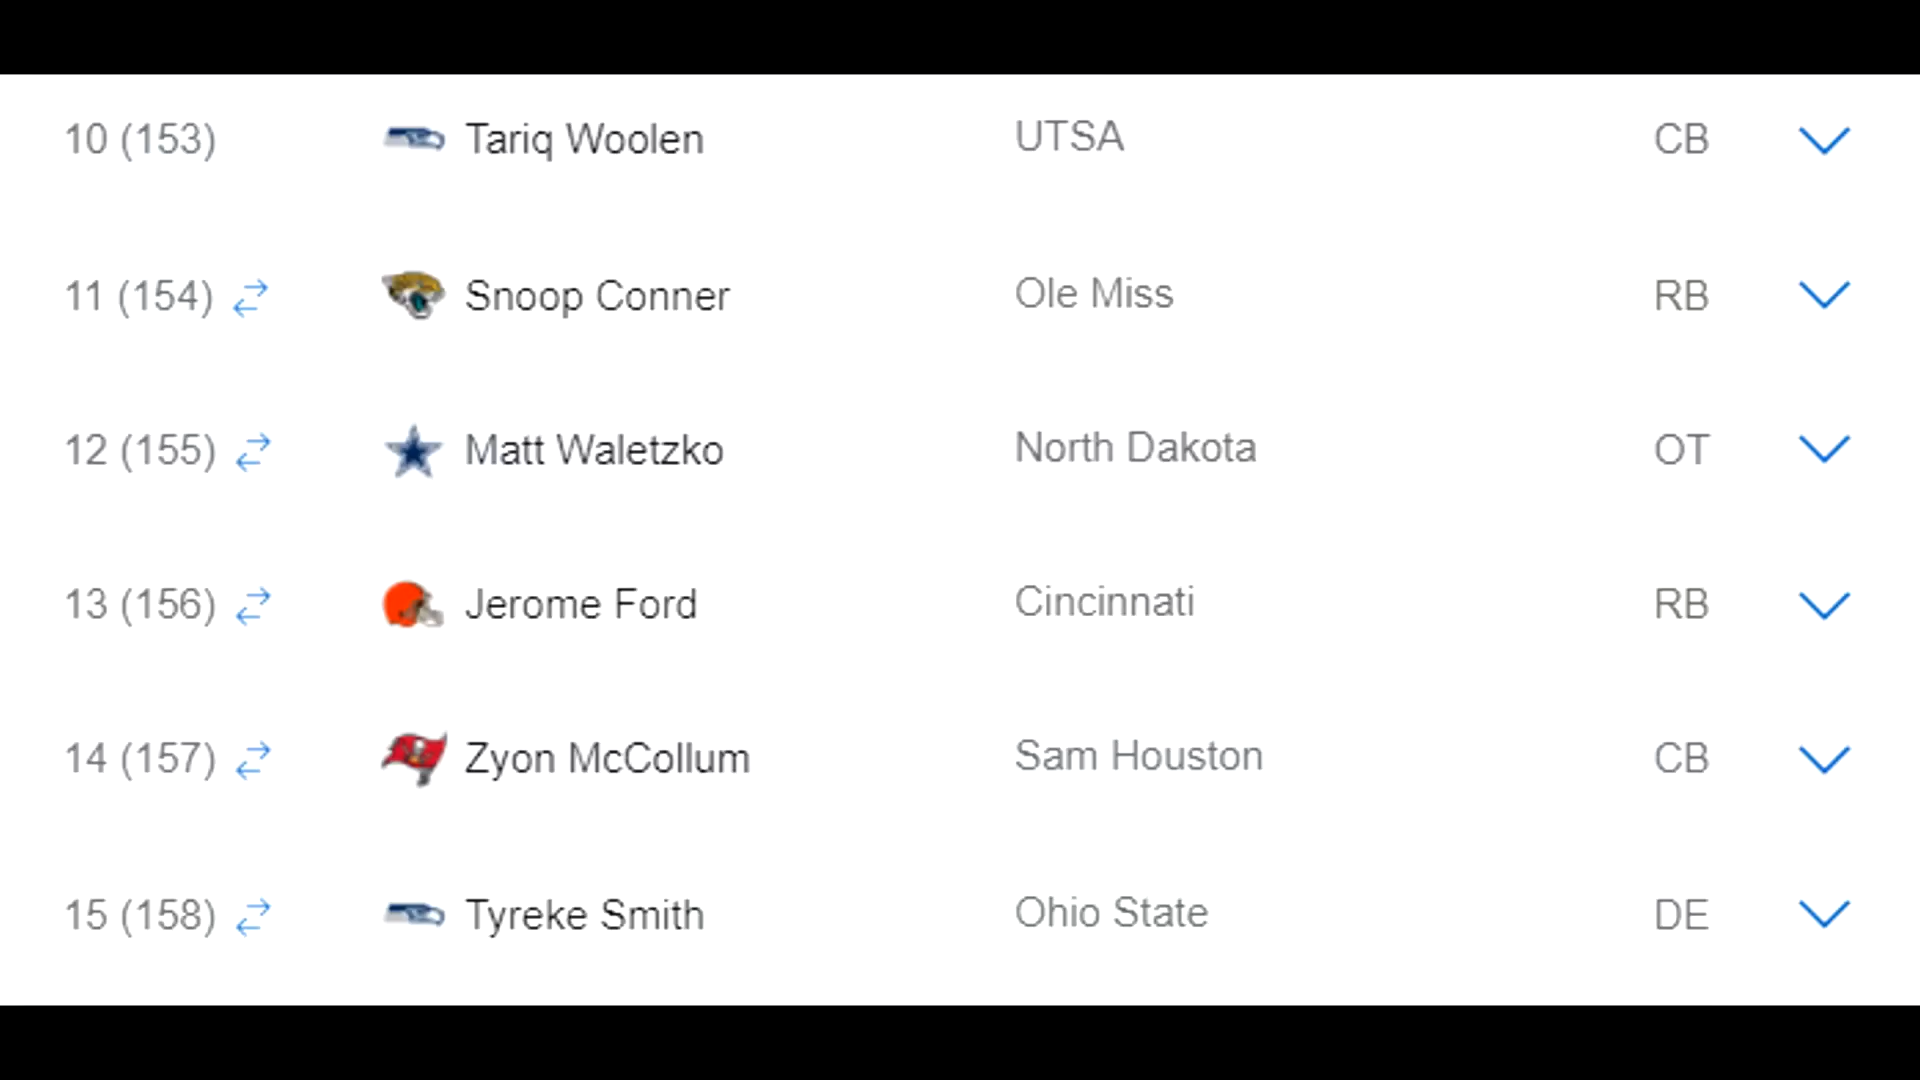 10 (153) Tariq Woolen UTSA CB
11 (154) Snoop Conner Ole Miss RB
12 (155) Matt Waletzko North Dakota OT
13 (156) Jerome Ford Cincinnati RB
14 (157) Zyon McCollum Sam Houston CB
15 (158) Tyreke Smith Ohio State DE